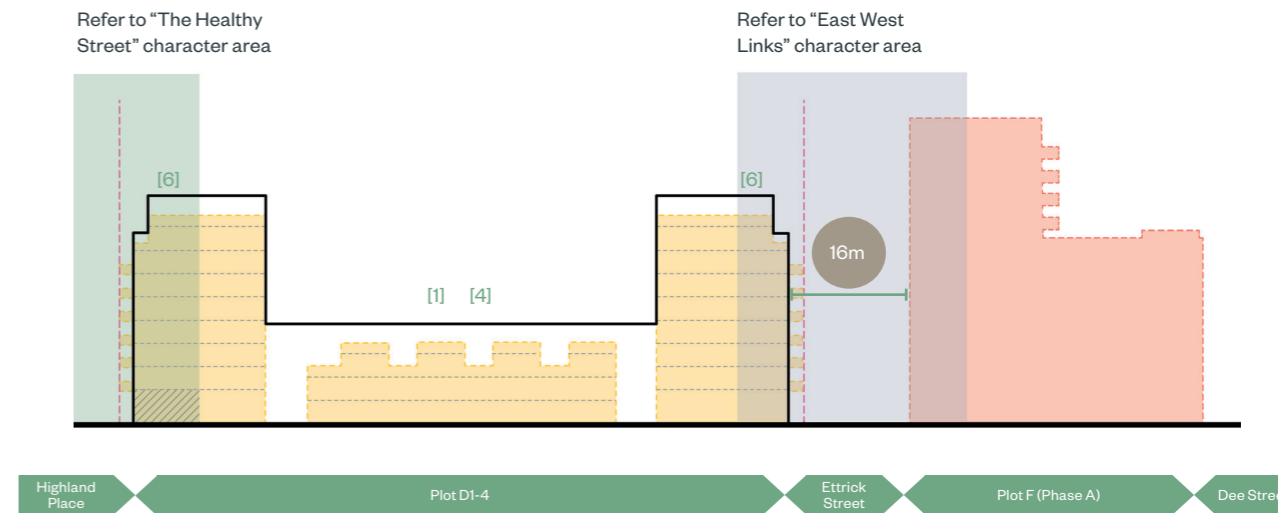 Refer to “The Healthy
Street” character area
Refer to “East West
Links” character area
[6]
[6]
16m
[1] [4]
Highland
Place
Plot D1-4
Ettrick
Street
Plot F (Phase A)
Dee Stree